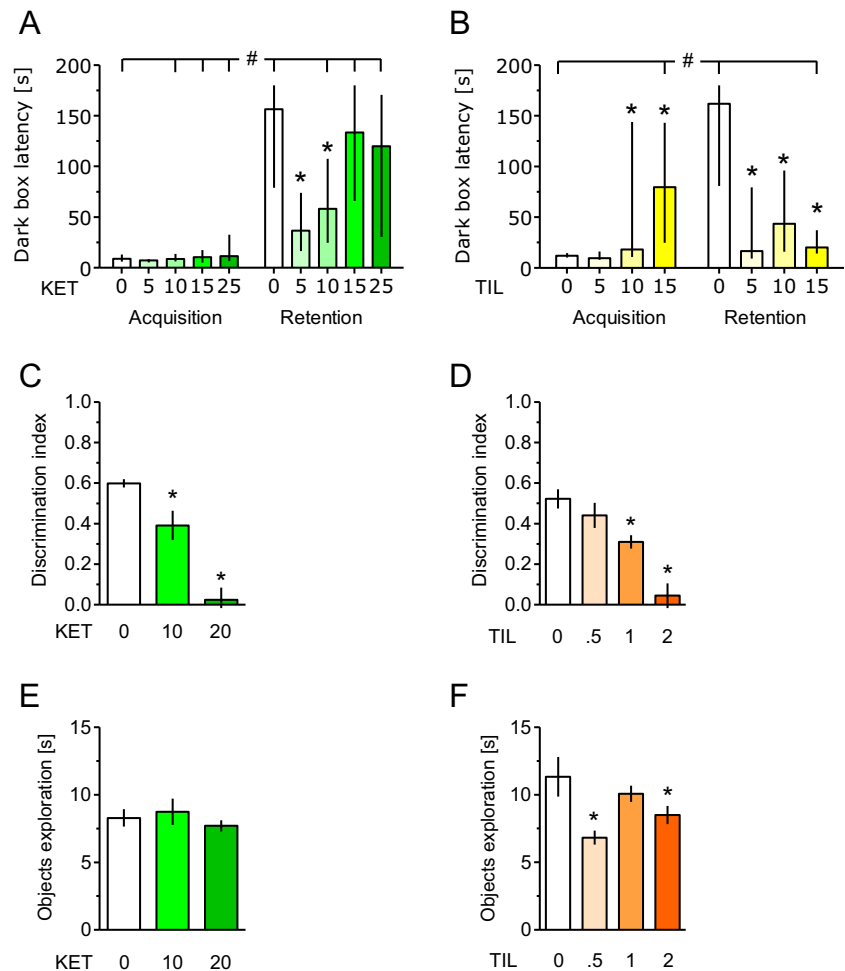 A
B
#
#
Dark box latency [s]
200
150
100
50
0
* *
KET 0 5 10 15 25 0 5 10 15 25
Acquisition Retention
Dark box latency [s]
200
150
100
50
0
* * * * *
TIL 0 5 10 15 0 5 10 15
Acquisition Retention
C
D
Discrimination index
1.0
0.8
0.6
0.4
0.2
0.0
* *
KET 0 10 20
Discrimination index
1.0
0.8
0.6
0.4
0.2
0.0
* *
TIL 0 .5 1 2
E
F
Objects exploration [s]
15
10
5
0
KET 0 10 20
Objects exploration [s]
15
10
5
0
* *
TIL 0 .5 1 2